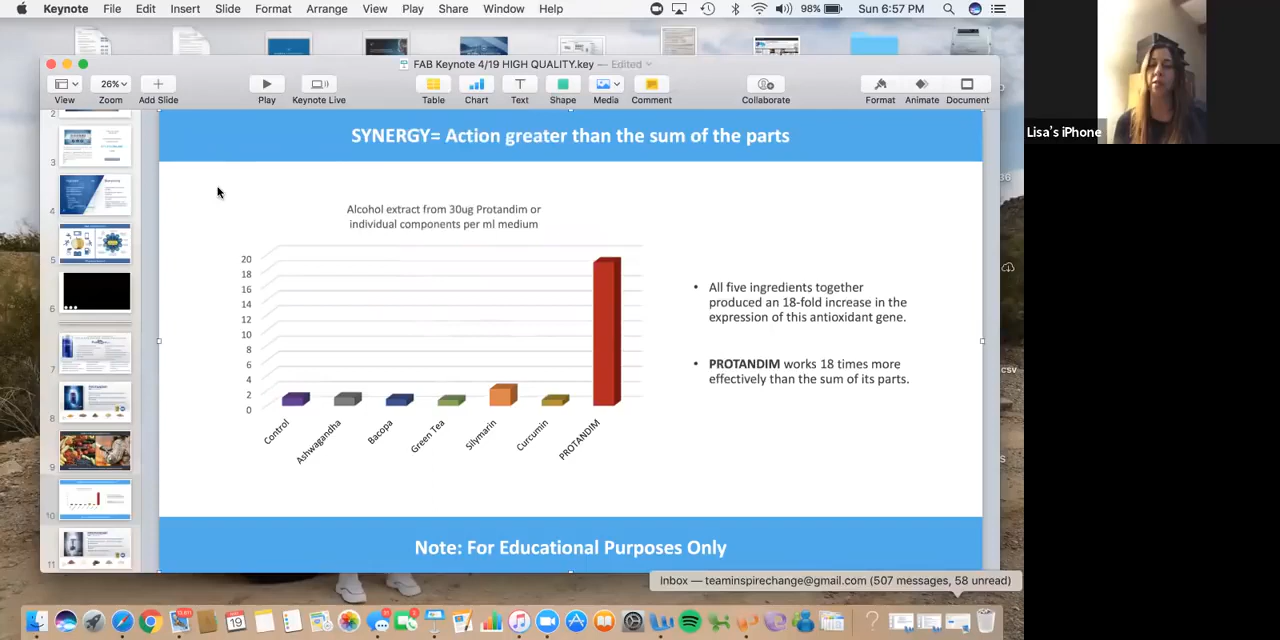 Keynote File Edit Insert Slide Format Arrange View Play Share Window Help
98% Sun 6:57 PM
FAB Keynote 4/19 HIGH QUALITY.key — Edited
26%
View Zoom Add Slide Play Keynote Live Table Chart Text Shape Media Comment Collaborate Format Animate Document
2
3
4
5
6
7
8
9
10
11
SYNERGY= Action greater than the sum of the parts
Alcohol extract from 30ug Protandim or
individual components per ml medium
20
18
16
14
12
10
8
6
4
2
0
Control
Ashwagandha
Bacopa
Green Tea
Silymarin
Curcumin
PROTANDIM
• All five ingredients together
produced an 18-fold increase in the
expression of this antioxidant gene.
• PROTANDIM works 18 times more
effectively than the sum of its parts.
Note: For Educational Purposes Only
Inbox — teaminspirechange@gmail.com (507 messages, 58 unread)
Lisa's iPhone
csv
19